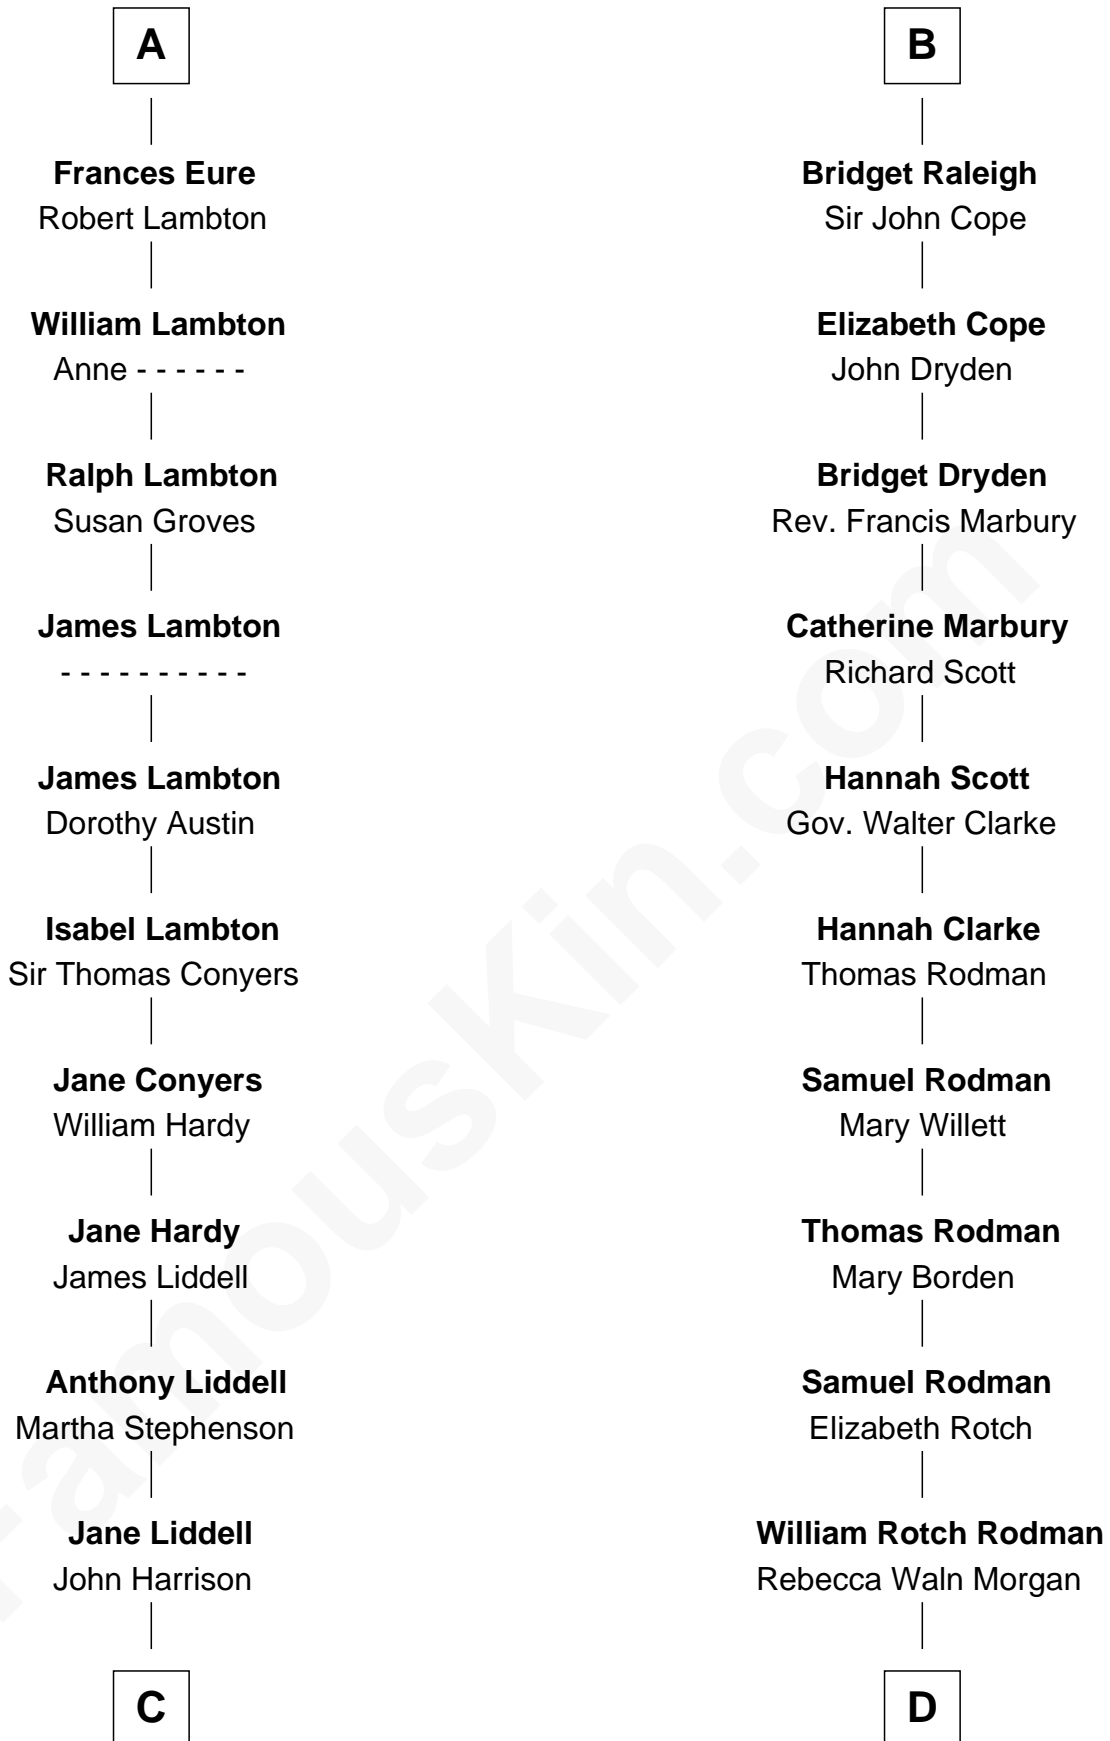 A
Frances Eure
Robert Lambton
William Lambton
Anne - - - - - -
Ralph Lambton
Susan Groves
James Lambton
- - - - - - - - - -
James Lambton
Dorothy Austin
Isabel Lambton
Sir Thomas Conyers
Jane Conyers
William Hardy
Jane Hardy
James Liddell
Anthony Liddell
Martha Stephenson
Jane Liddell
John Harrison
C
B
Bridget Raleigh
Sir John Cope
Elizabeth Cope
John Dryden
Bridget Dryden
Rev. Francis Marbury
Catherine Marbury
Richard Scott
Hannah Scott
Gov. Walter Clarke
Hannah Clarke
Thomas Rodman
Samuel Rodman
Mary Willett
Thomas Rodman
Mary Borden
Samuel Rodman
Elizabeth Rotch
William Rotch Rodman
Rebecca Waln Morgan
D
FamousKin.com